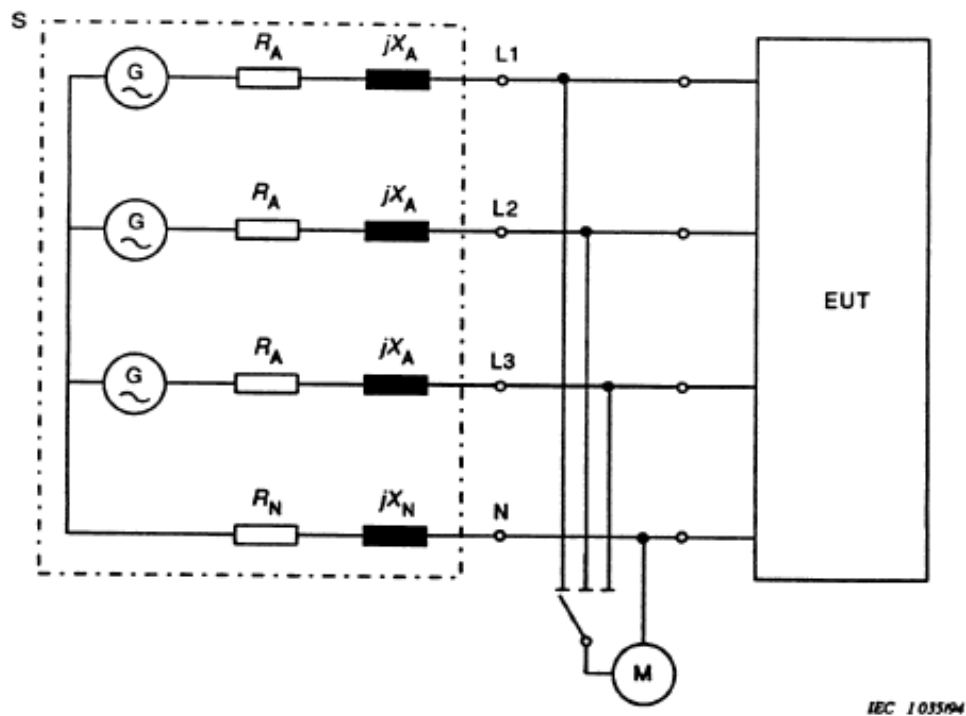 S
G
R_A
jX_A
L1
G
R_A
jX_A
L2
EUT
G
R_A
jX_A
L3
R_N
jX_N
N
M
IEC 1 035/94